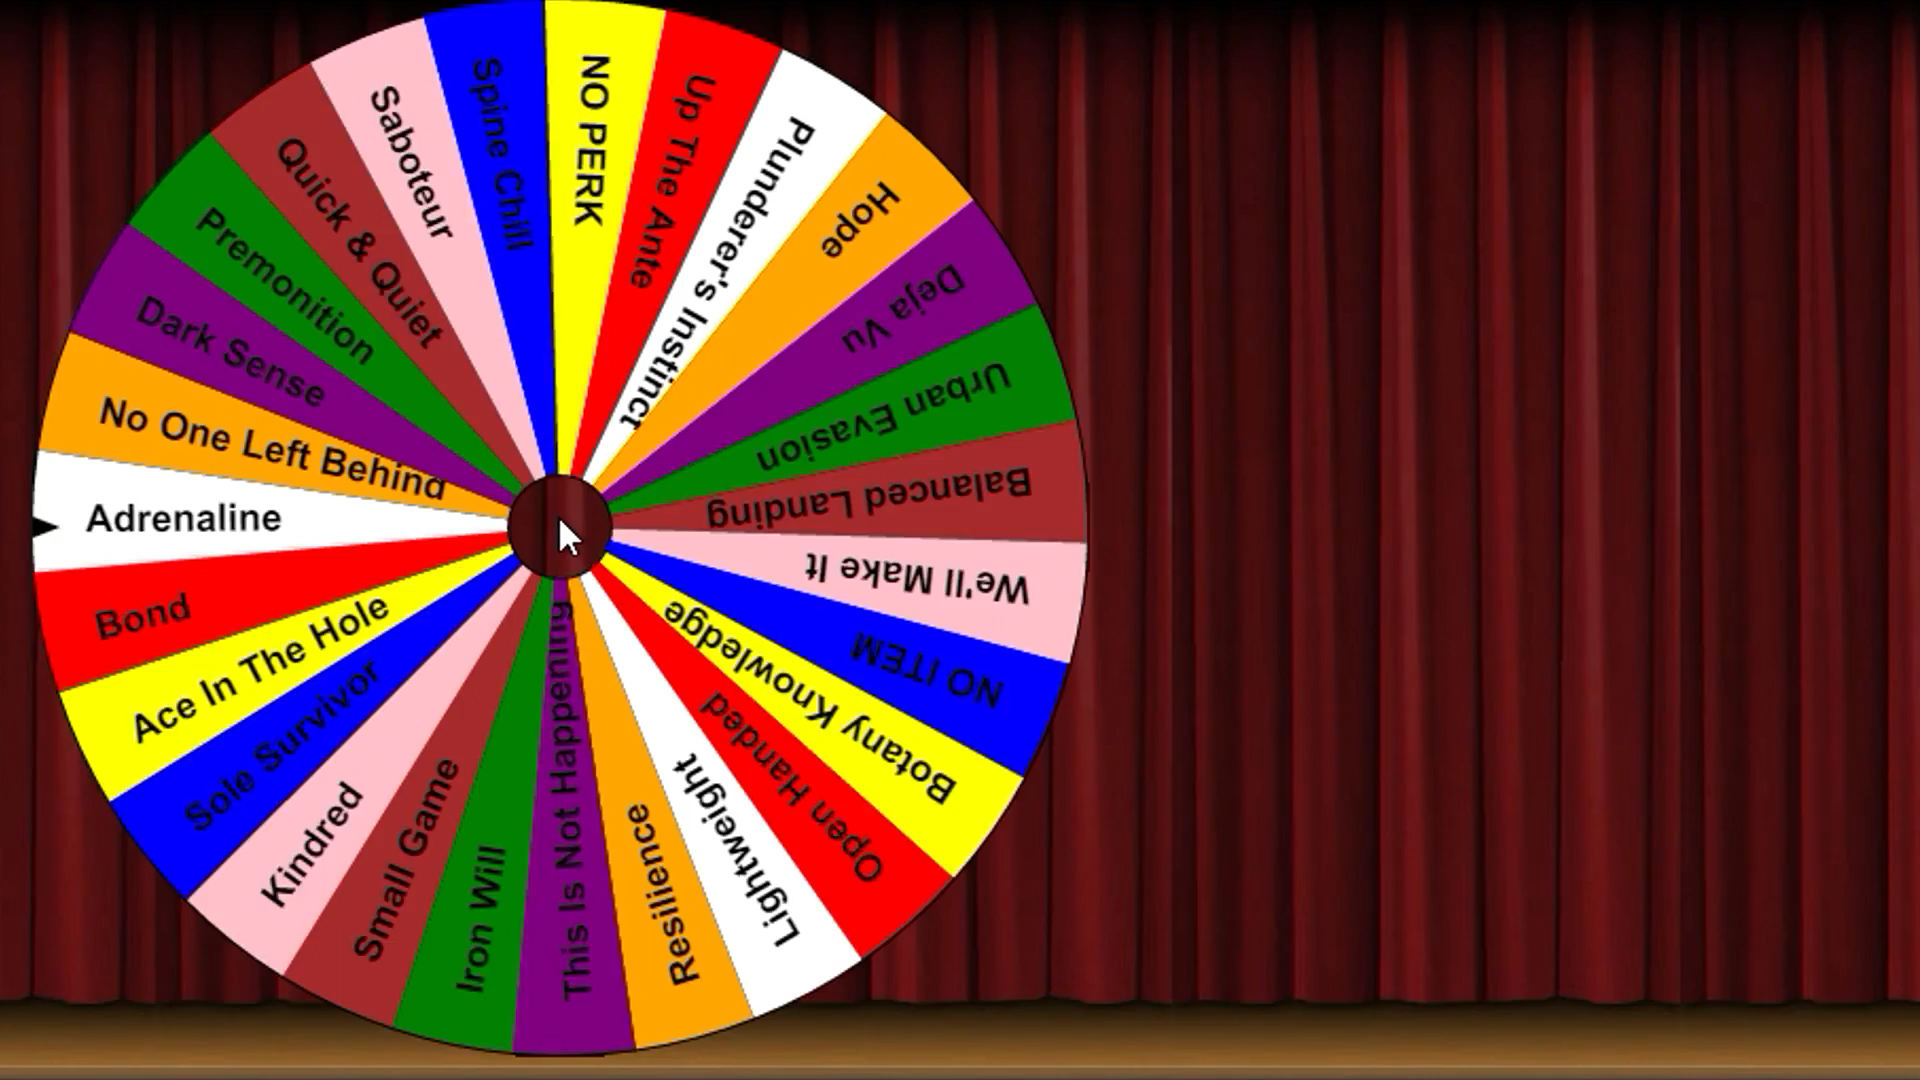 NO PERK
Up The Ante
Plunderer's Instinct
Hope
Deja Vu
Urban Evasion
Balanced Landing
We'll Make It
NO ITEM
Botany Knowledge
Open Handed
Lightweight
Resilience
This Is Not Happening
Iron Will
Small Game
Kindred
Sole Survivor
Ace In The Hole
Bond
Adrenaline
No One Left Behind
Dark Sense
Premonition
Quick & Quiet
Saboteur
Spine Chill